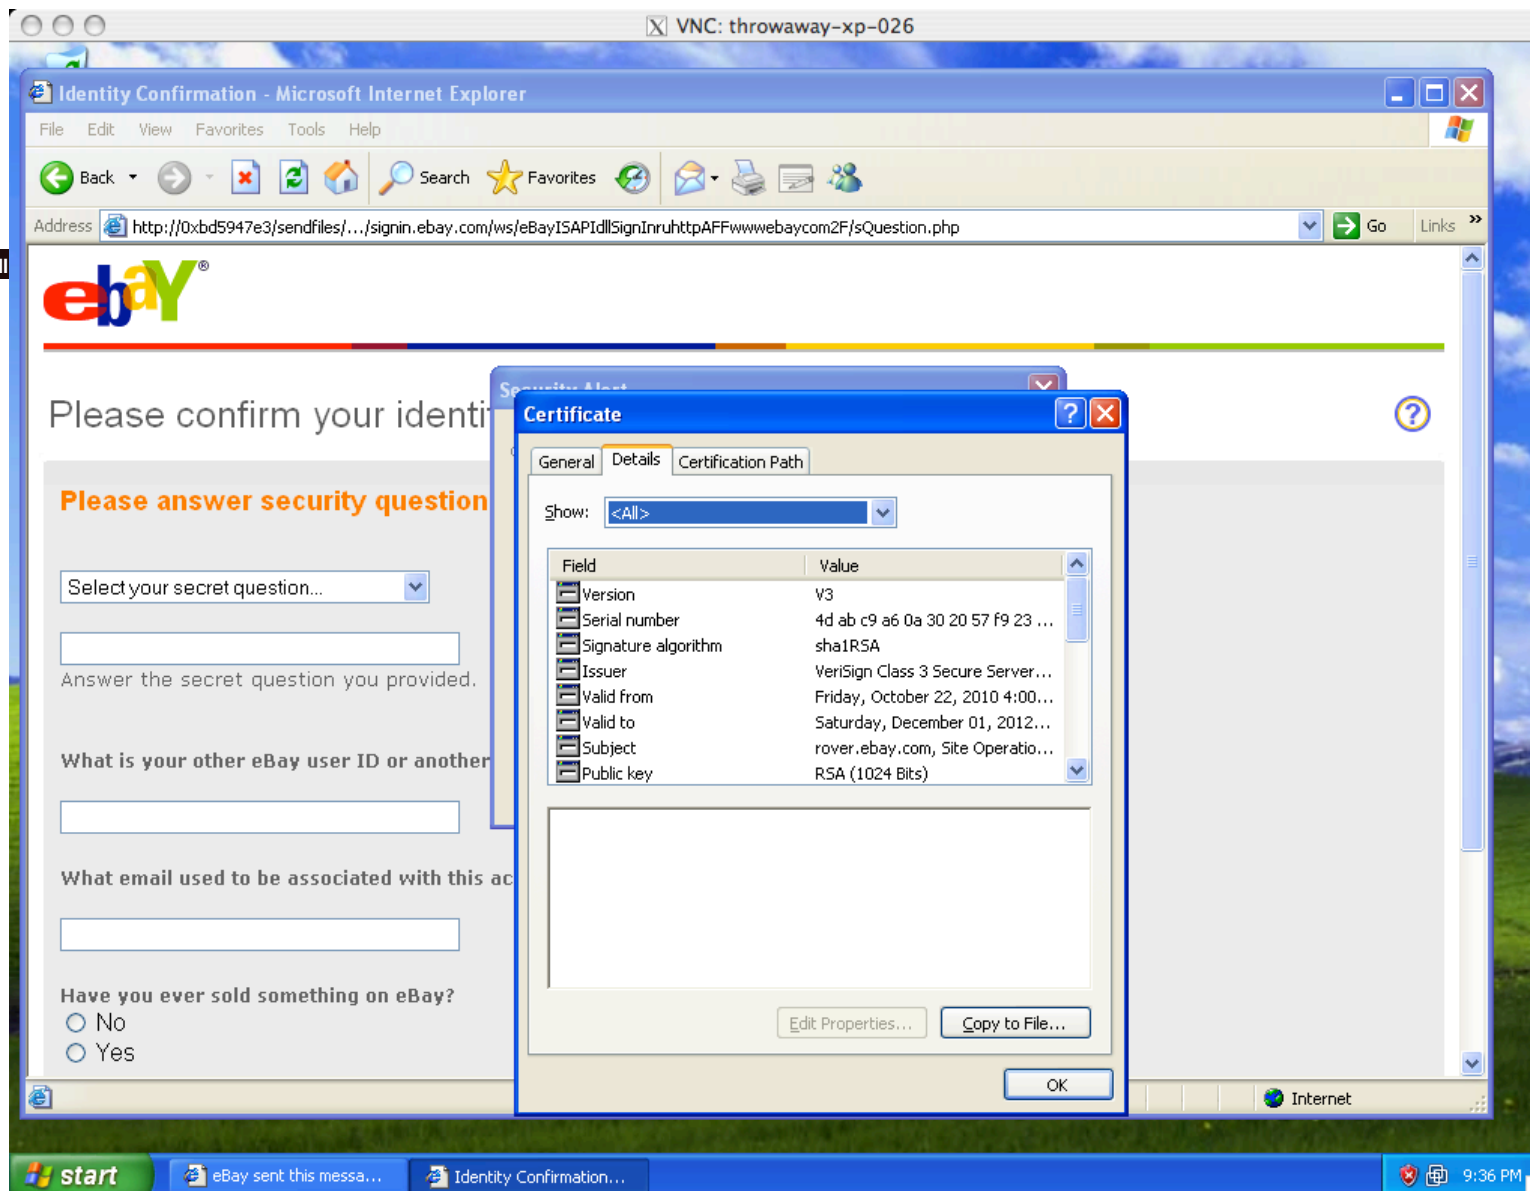 VNC: throwaway-xp-026
Identity Confirmation - Microsoft Internet Explorer
File Edit View Favorites Tools Help
Back Search Favorites
Address http://0xbd5947e3/sendfiles/.../signin.ebay.com/ws/eBayISAPIdllSignInruhttpAFFwwwebaycom2F/sQuestion.php Go Links »
ebaY®
Please confirm your identi
Security Alert
Certificate
General Details Certification Path
Please answer security question
Show: <All>
Field Value
Version V3
Serial number 4d ab c9 a6 0a 30 20 57 f9 23 ...
Signature algorithm sha1RSA
Issuer VeriSign Class 3 Secure Server...
Valid from Friday, October 22, 2010 4:00...
Valid to Saturday, December 01, 2012...
Subject rover.ebay.com, Site Operatio...
Public key RSA (1024 Bits)
Select your secret question...
Answer the secret question you provided.
What is your other eBay user ID or another
What email used to be associated with this ac
Have you ever sold something on eBay?
No
Yes
Edit Properties... Copy to File...
OK
Internet
start eBay sent this messa... Identity Confirmation... 9:36 PM